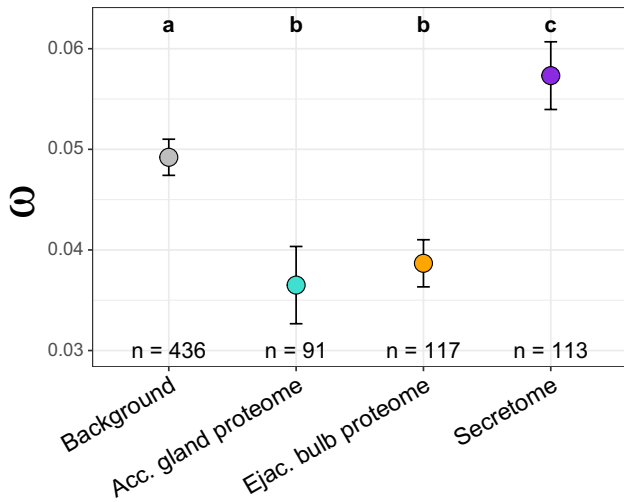 a b b c
0.06
0.05
ω
0.04
0.03
n = 436 n = 91 n = 117 n = 113
Background
Acc. gland proteome
Ejac. bulb proteome
Secretome